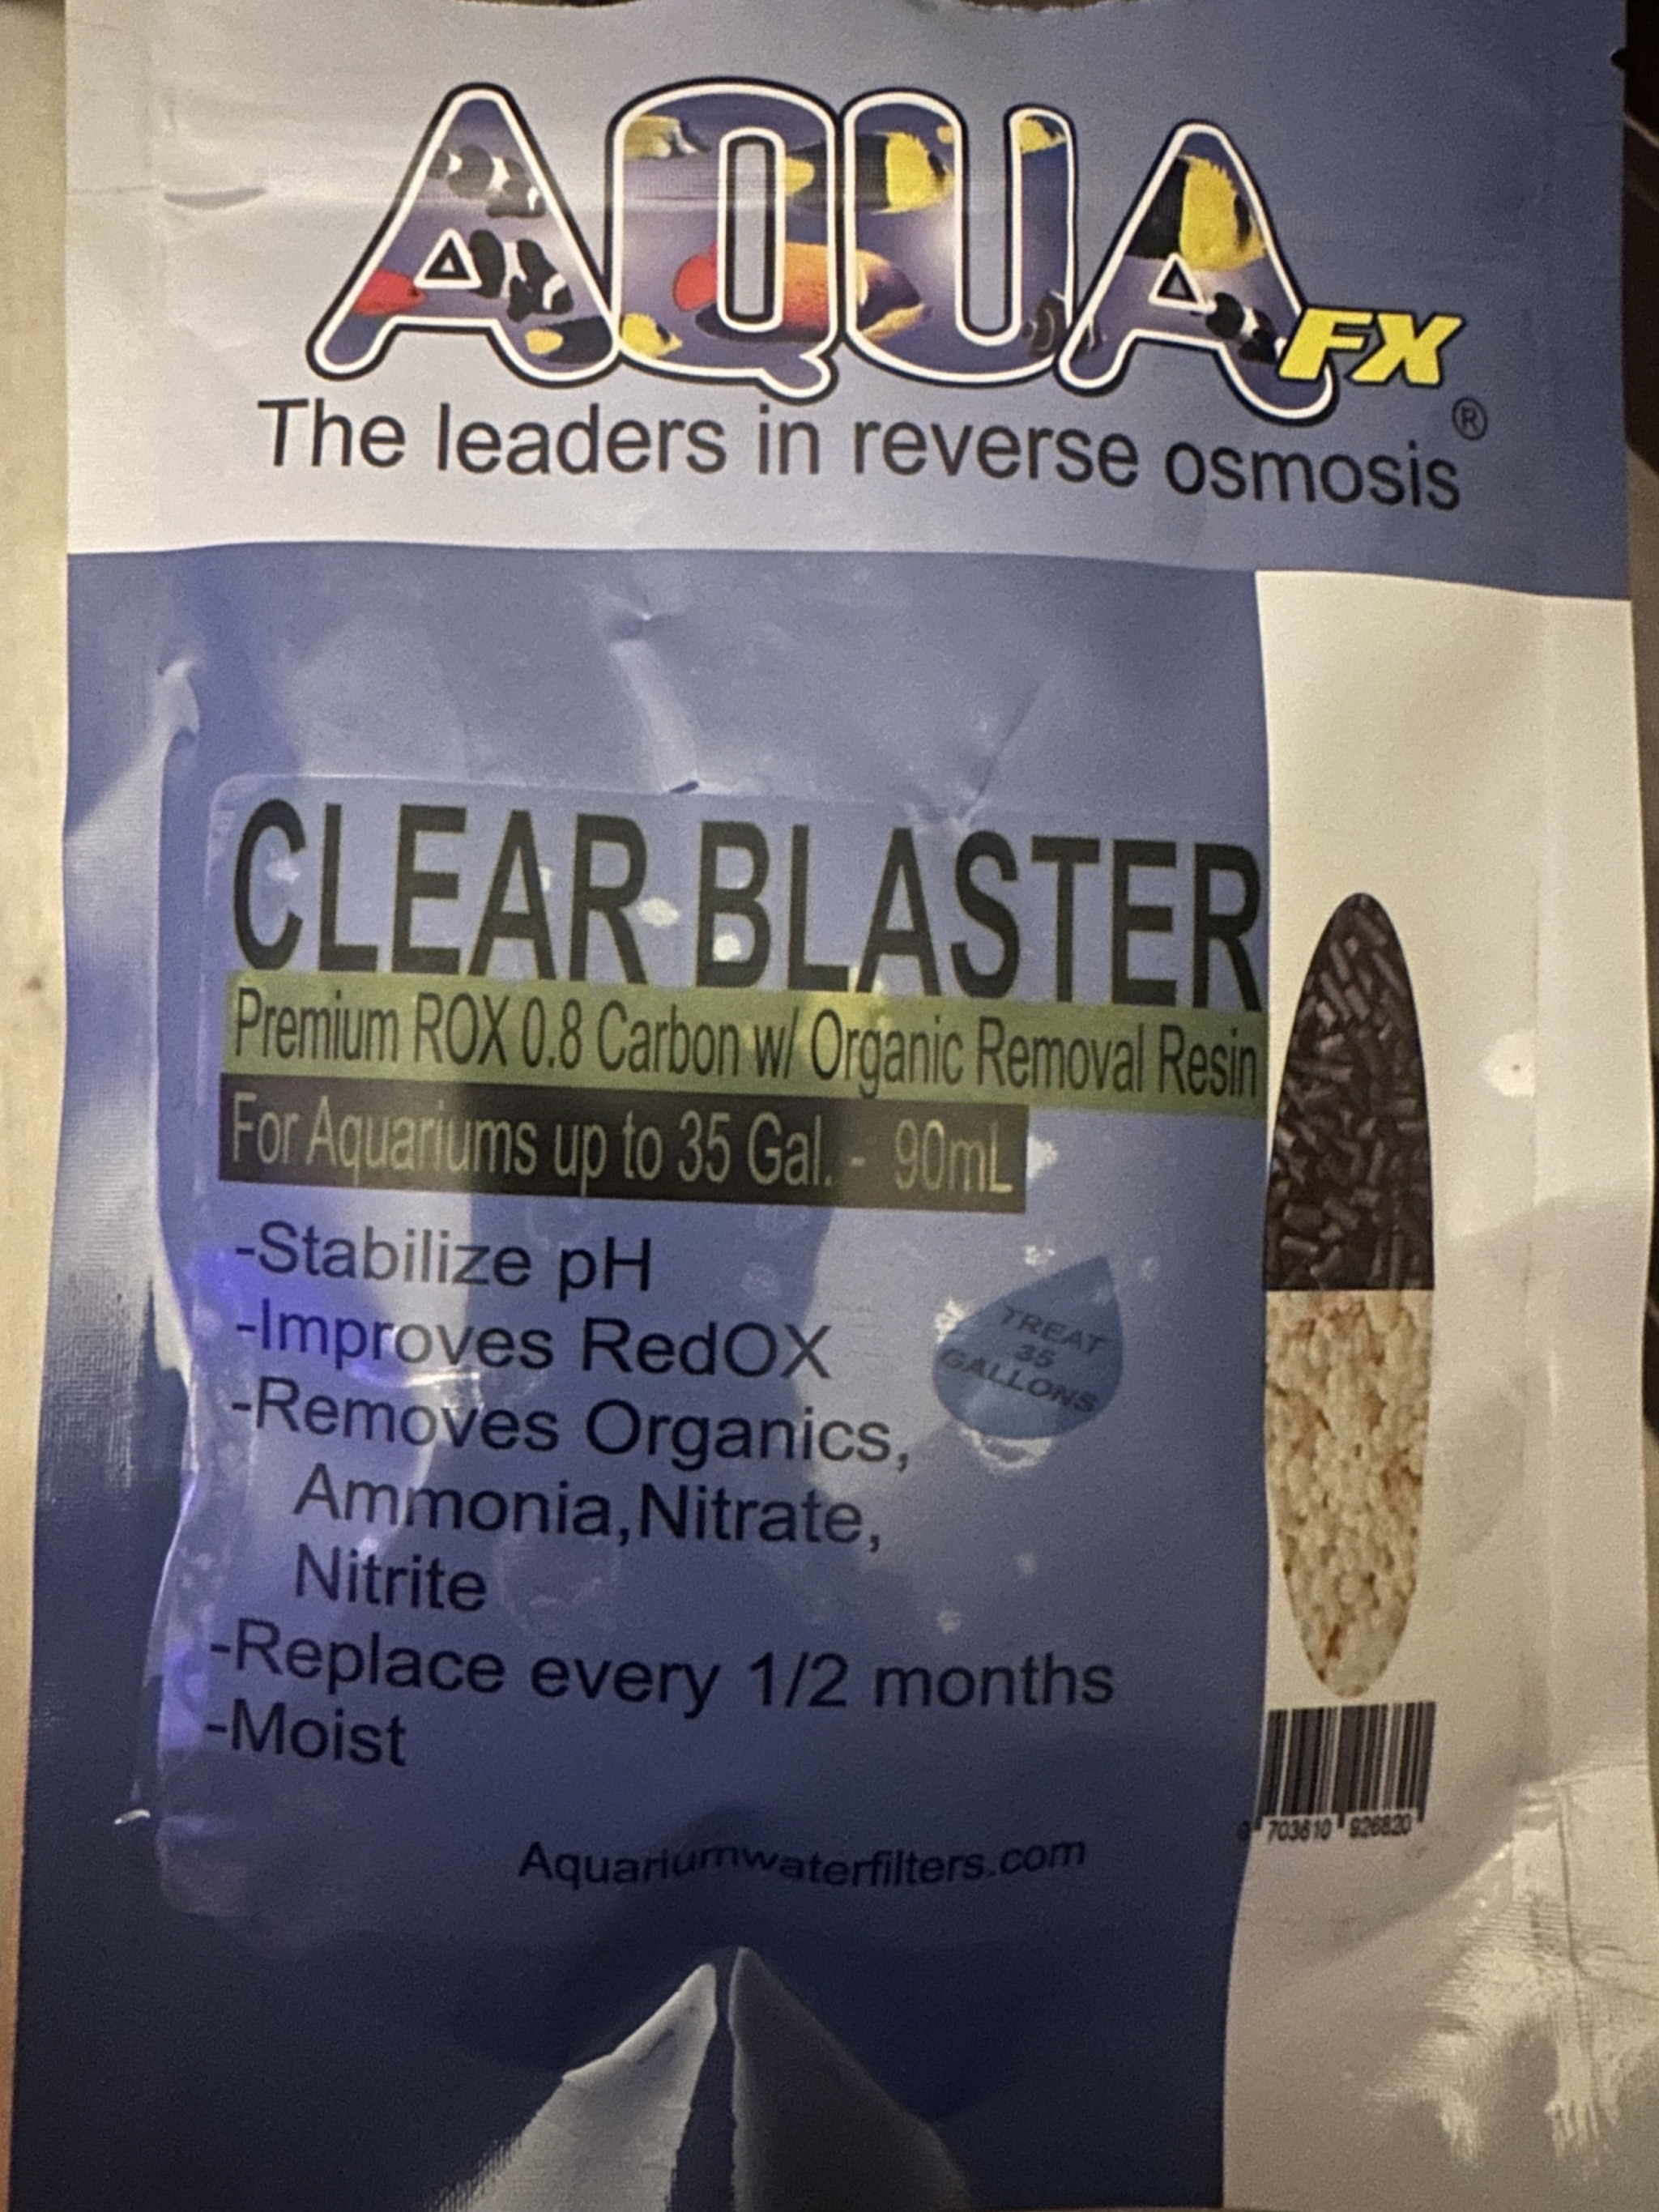 AQUA FX ®
The leaders in reverse osmosis
CLEAR BLASTER
Premium ROX 0.8 Carbon w/ Organic Removal Resin
For Aquariums up to 35 Gal. - 90mL
-Stabilize pH
-Improves RedOX
-Removes Organics,
Ammonia,Nitrate,
Nitrite
TREAT
35
GALLONS
-Replace every 1/2 months
-Moist
703610 926820
Aquariumwaterfilters.com